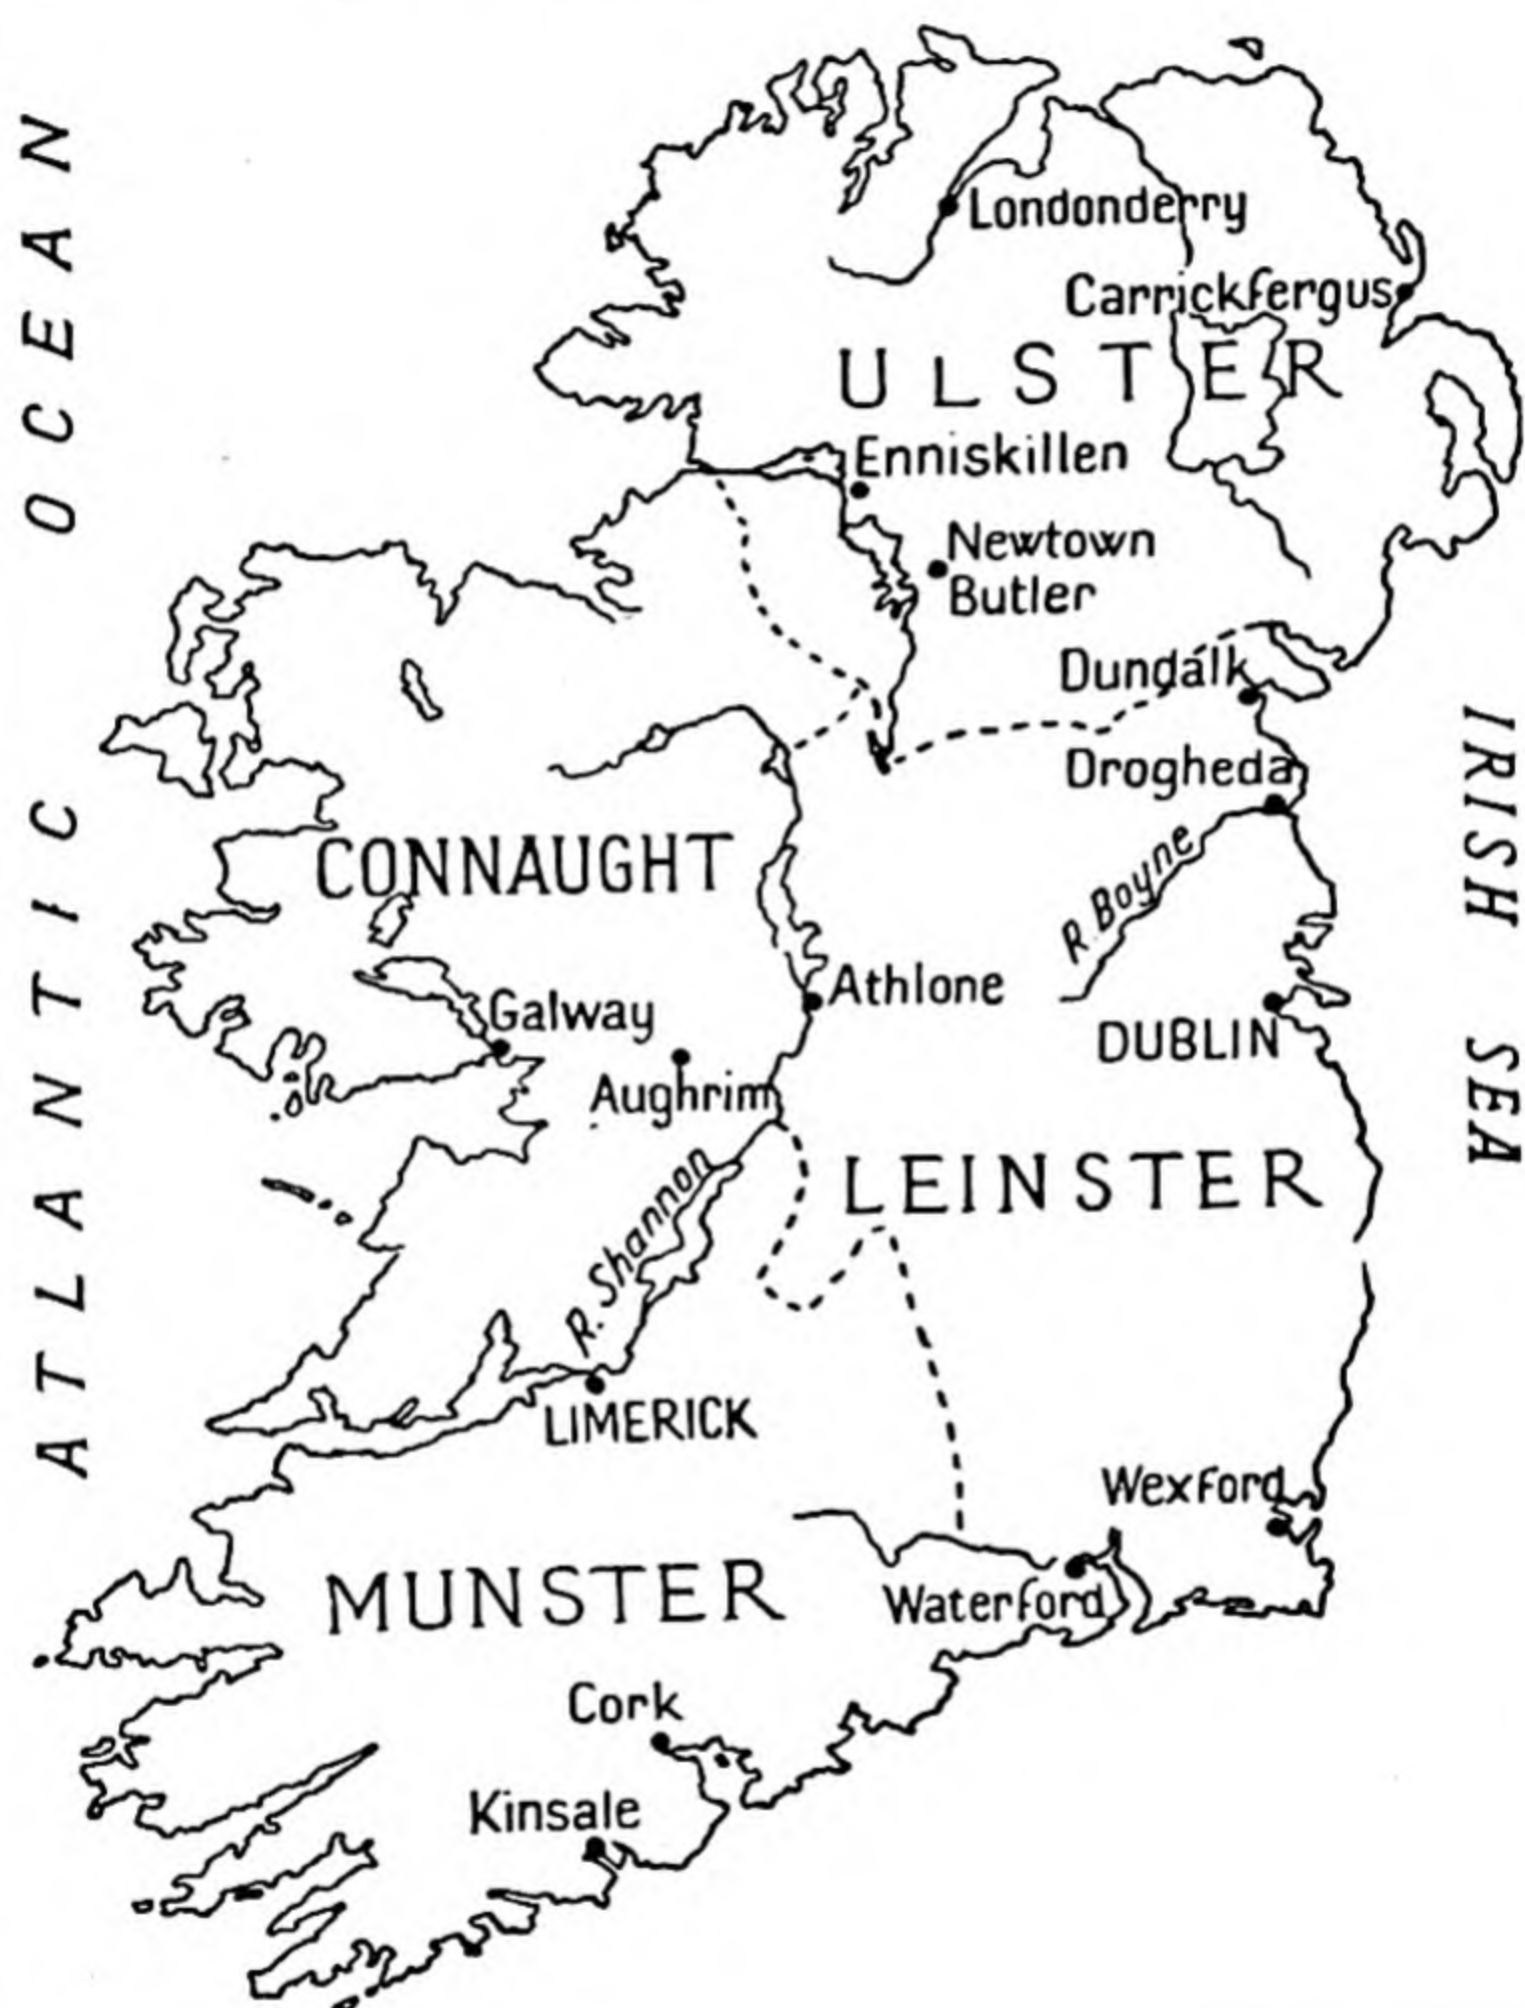 Londonderry
Carrickfergus
ULSTER
Enniskillen
Newtown
Butler
Dundálk
Drogheda
CONNAUGHT
R. Boyne
Athlone
Galway
DUBLIN
Aughrim
LEINSTER
R. Shannon
LIMERICK
Wexford
MUNSTER
Waterford
Cork
Kinsale
ATLANTIC OCEAN
IRISH SEA